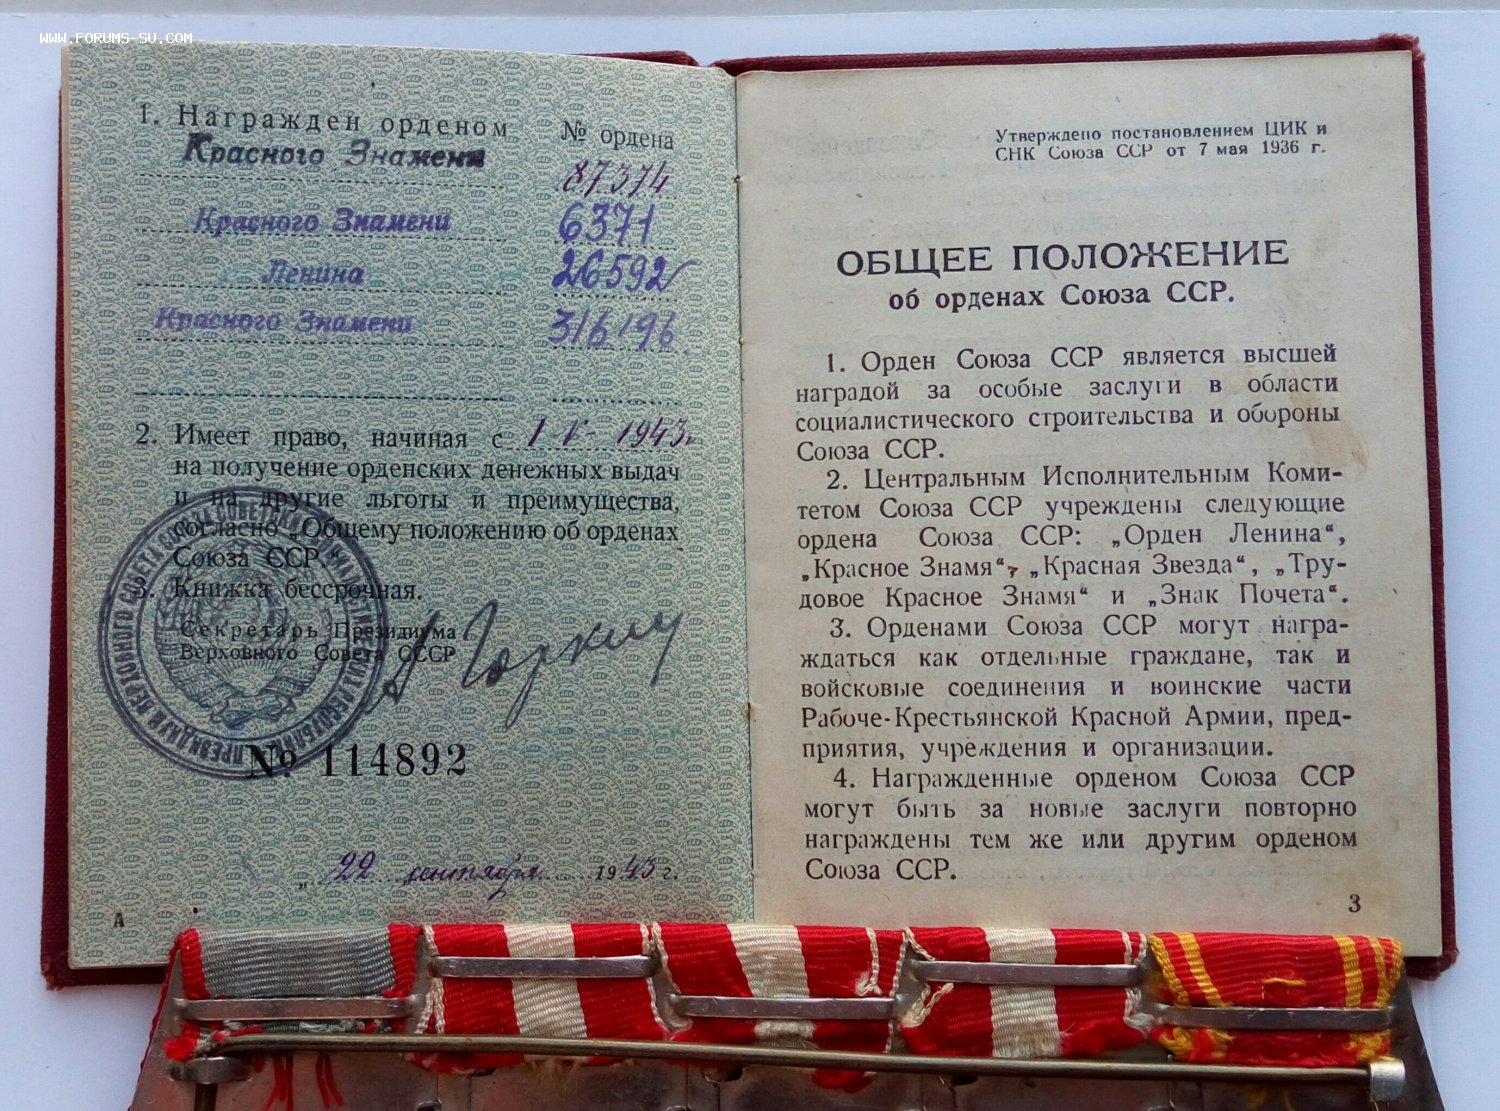 WWW.FORUMS-SU.COM
1. Награжден орденом
№ ордена
Красного Знамени
87374
Красного Знамени
6371
Ленина
26592
Красного Знамени
2. Имеет право, начиная с 1-V-1943 г.
на получение орденских денежных выдач
и на другие льготы и преимущества,
согласно „Общему положению об орденах
Союза ССР.
3. Книжка бессрочная.
Секретарь Президиума
Верховного Совета СССР
А Горкин
№ 114892
„ 22 сентября 1943 г.
А
Утверждено постановлением ЦИК и
СНК Союза ССР от 7 мая 1936 г.
ОБЩЕЕ ПОЛОЖЕНИЕ
об орденах Союза ССР.
1. Орден Союза ССР является высшей
наградой за особые заслуги в области
социалистического строительства и обороны
Союза ССР.
2. Центральным Исполнительным Коми-
тетом Союза ССР учреждены следующие
ордена Союза ССР: „Орден Ленина“,
„Красное Знамя“, „Красная Звезда“, „Тру-
довое Красное Знамя“ и „Знак Почета“.
3. Орденами Союза ССР могут награ-
ждаться как отдельные граждане, так и
войсковые соединения и воинские части
Рабоче-Крестьянской Красной Армии, пред-
приятия, учреждения и организации.
4. Награжденные орденом Союза ССР
могут быть за новые заслуги повторно
награждены тем же или другим орденом
Союза ССР.
3